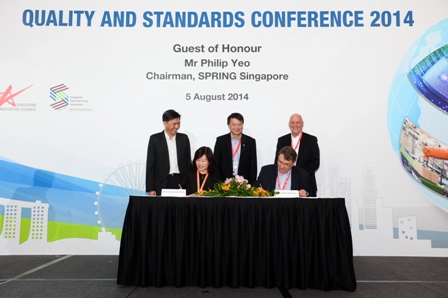 QUALITY AND STANDARDS CONFERENCE 2014
Guest of Honour
Mr Philip Yeo
Chairman, SPRING Singapore
5 August 2014